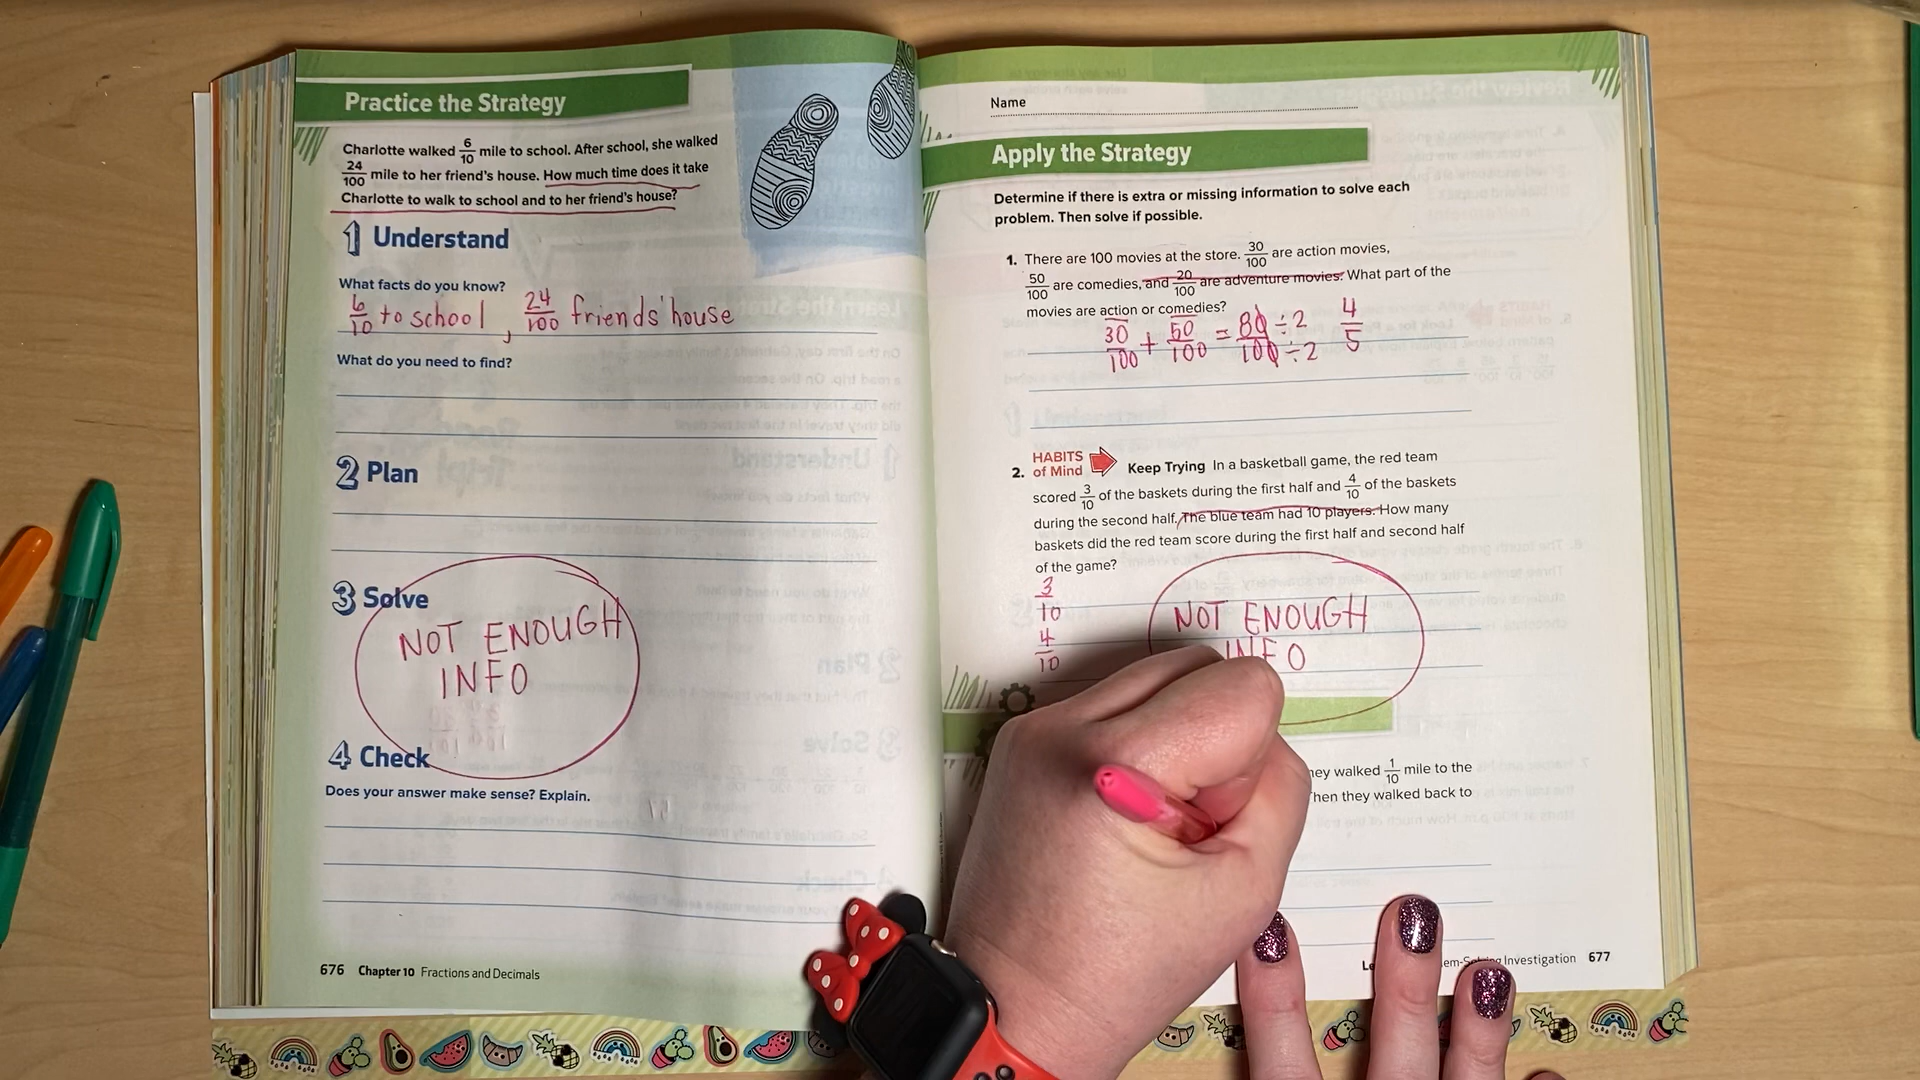 Practice the Strategy
Charlotte walked 6/10 mile to school. After school, she walked
24/100 mile to her friend's house. How much time does it take
Charlotte to walk to school and to her friend's house?
1 Understand
What facts do you know?
6/10 to school, 24/100 friends' house
What do you need to find?
2 Plan
3 Solve
NOT ENOUGH
INFO
4 Check
Does your answer make sense? Explain.
676 Chapter 10 Fractions and Decimals
Name
Apply the Strategy
Determine if there is extra or missing information to solve each
problem. Then solve if possible.
1. There are 100 movies at the store. 30/100 are action movies,
50/100 are comedies, and 20/100 are adventure movies. What part of the
movies are action or comedies?
30/100 + 50/100 = 80/100 ÷2/÷2 4/5
HABITS
2. of Mind Keep Trying In a basketball game, the red team
scored 3/10 of the baskets during the first half and 4/10 of the baskets
during the second half. The blue team had 10 players. How many
baskets did the red team score during the first half and second half
of the game?
3/10
4/10
NOT ENOUGH
INFO
walked 1/10 mile to the
they walked back to
Investigation 677